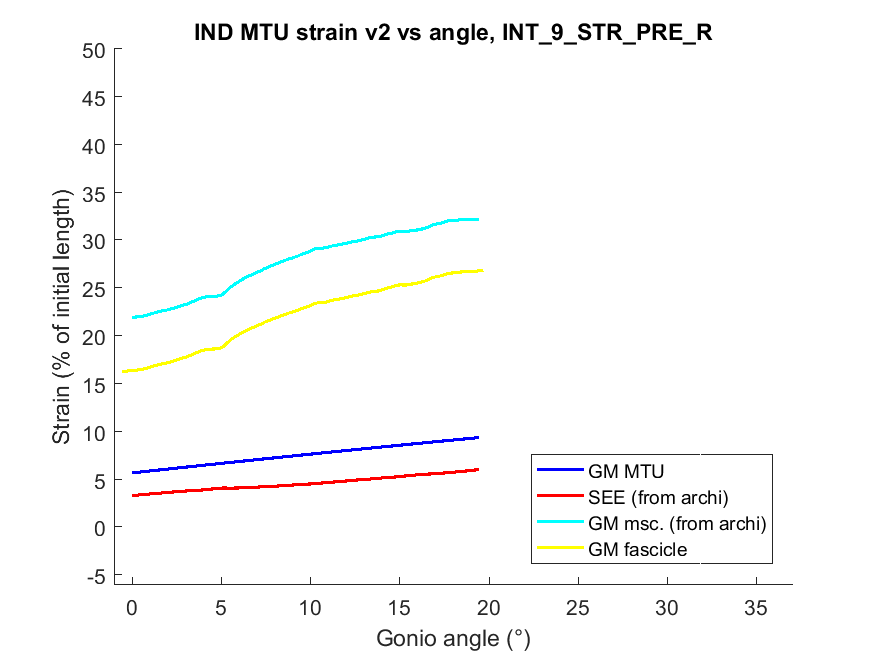 IND MTU strain v2 vs angle, INT_9_STR_PRE_R
Strain (% of initial length)
50
45
40
35
30
25
20
15
10
5
0
-5
0 5 10 15 20 25 30 35
Gonio angle (°)
GM MTU
SEE (from archi)
GM msc. (from archi)
GM fascicle